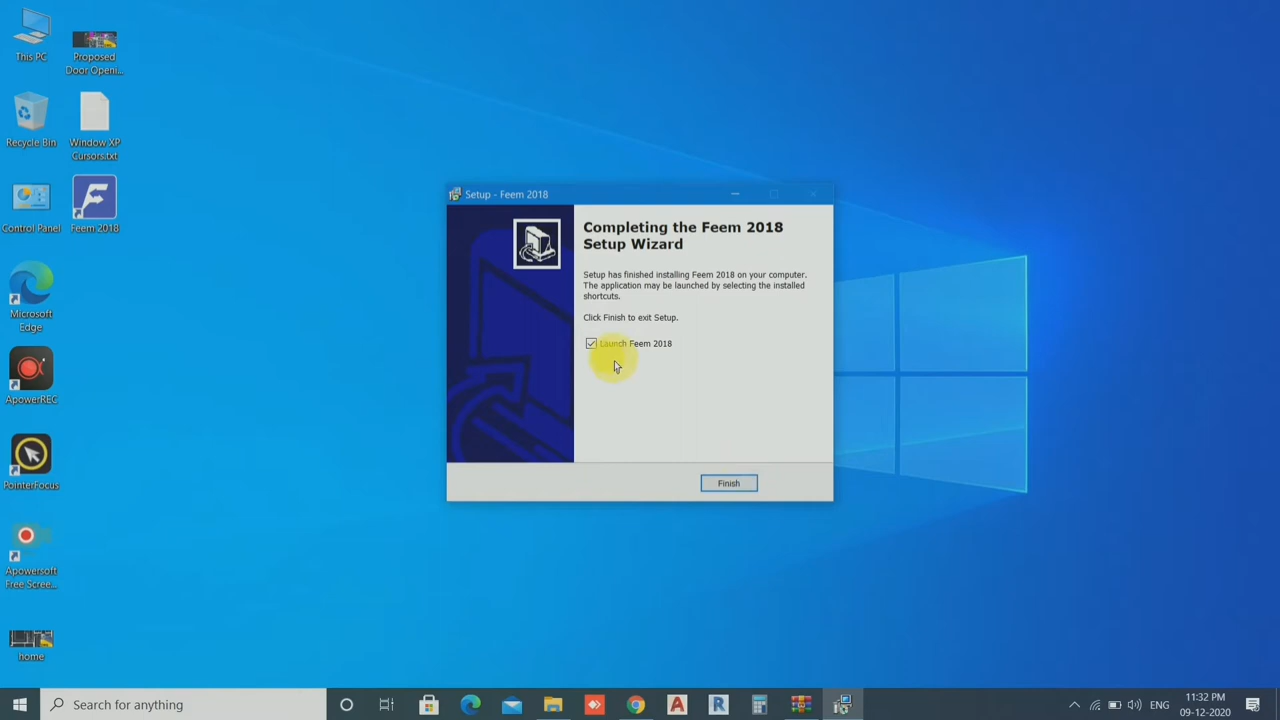 This PC
Proposed
Door Openi...
Recycle Bin
Window XP
Cursors.txt
Control Panel
Feem 2018
Microsoft
Edge
ApowerREC
PointerFocus
Apowersoft
Free Scree...
home
Setup - Feem 2018
Completing the Feem 2018
Setup Wizard
Setup has finished installing Feem 2018 on your computer.
The application may be launched by selecting the installed
shortcuts.
Click Finish to exit Setup.
Launch Feem 2018
Finish
Search for anything
ENG
11:32 PM
09-12-2020